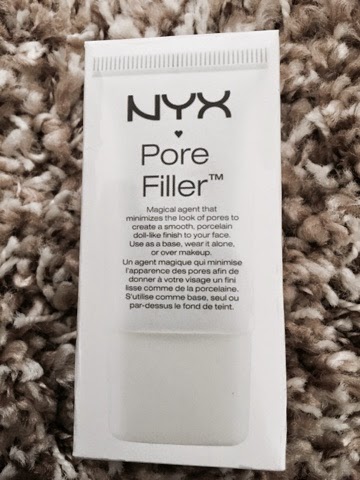 NYX
♥
Pore
Filler™
Magical agent that
minimizes the look of pores to
create a smooth, porcelain
doll-like finish to your face.
Use as a base, wear it alone,
or over makeup.
Un agent magique qui minimise
l'apparence des pores afin de
donner à votre visage un fini
lisse comme de la porcelaine.
S'utilise comme base, seul ou
par-dessus le fond de teint.